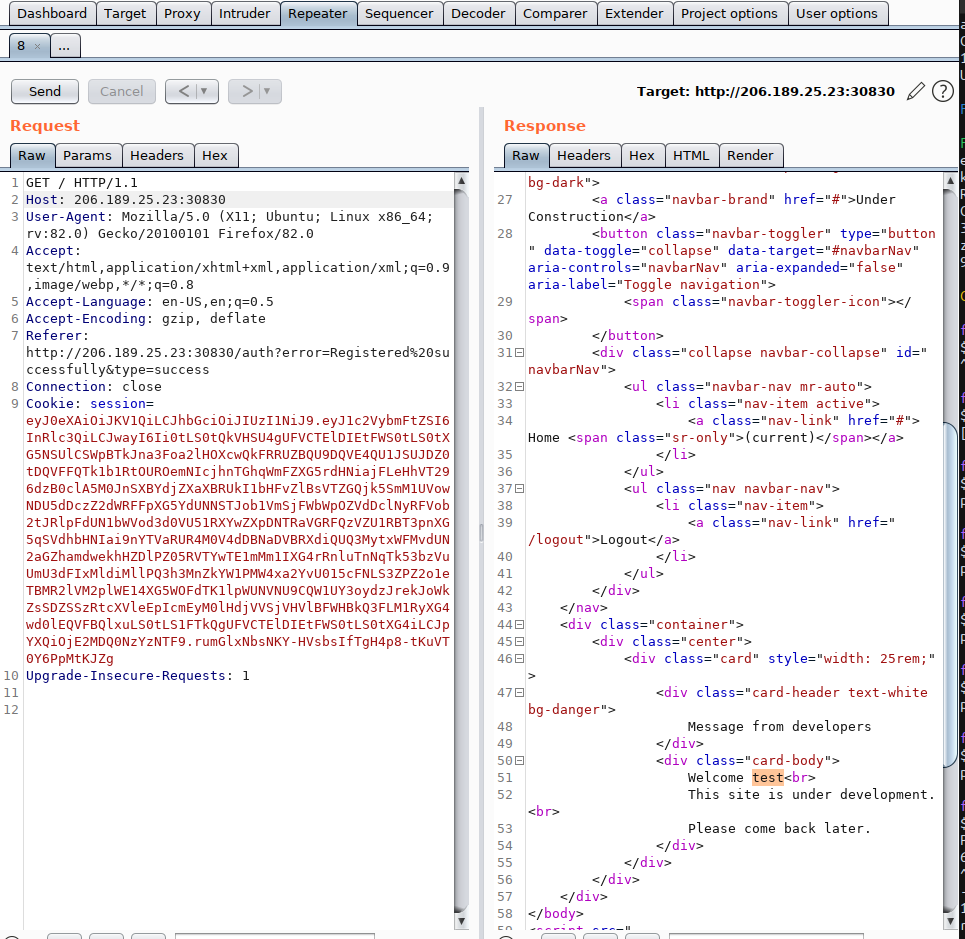 Dashboard Target Proxy Intruder Repeater Sequencer Decoder Comparer Extender Project options User options
8 × ...
Send Cancel < ▼ > ▼ Target: http://206.189.25.23:30830 ?
Request
Raw Params Headers Hex
1 GET / HTTP/1.1
2 Host: 206.189.25.23:30830
3 User-Agent: Mozilla/5.0 (X11; Ubuntu; Linux x86_64;
rv:82.0) Gecko/20100101 Firefox/82.0
4 Accept:
text/html,application/xhtml+xml,application/xml;q=0.9
,image/webp,*/*;q=0.8
5 Accept-Language: en-US,en;q=0.5
6 Accept-Encoding: gzip, deflate
7 Referer:
http://206.189.25.23:30830/auth?error=Registered%20su
ccessfully&type=success
8 Connection: close
9 Cookie: session=
eyJ0eXAiOiJKV1QiLCJhbGciOiJIUzI1NiJ9.eyJ1c2VybmFtZSI6
10 Upgrade-Insecure-Requests: 1
11
12
Response
Raw Headers Hex HTML Render
bg-dark">
27 <a class="navbar-brand" href="#">Under
Construction</a>
28 <button class="navbar-toggler" type="button
" data-toggle="collapse" data-target="#navbarNav"
aria-controls="navbarNav" aria-expanded="false"
aria-label="Toggle navigation">
29 <span class="navbar-toggler-icon"></
span>
30 </button>
31 <div class="collapse navbar-collapse" id="
navbarNav">
32 <ul class="navbar-nav mr-auto">
33 <li class="nav-item active">
34 <a class="nav-link" href="#">
Home <span class="sr-only">(current)</span></a>
35 </li>
36 </ul>
37 <ul class="nav navbar-nav">
38 <li class="nav-item">
39 <a class="nav-link" href="
/logout">Logout</a>
40 </li>
41 </ul>
42 </div>
43 </nav>
44 <div class="container">
45 <div class="center">
46 <div class="card" style="width: 25rem;"
>
47 <div class="card-header text-white
bg-danger">
48 Message from developers
49 </div>
50 <div class="card-body">
51 Welcome test<br>
52 This site is under development.
<br>
53 Please come back later.
54 </div>
55 </div>
56 </div>
57 </div>
58 </body>